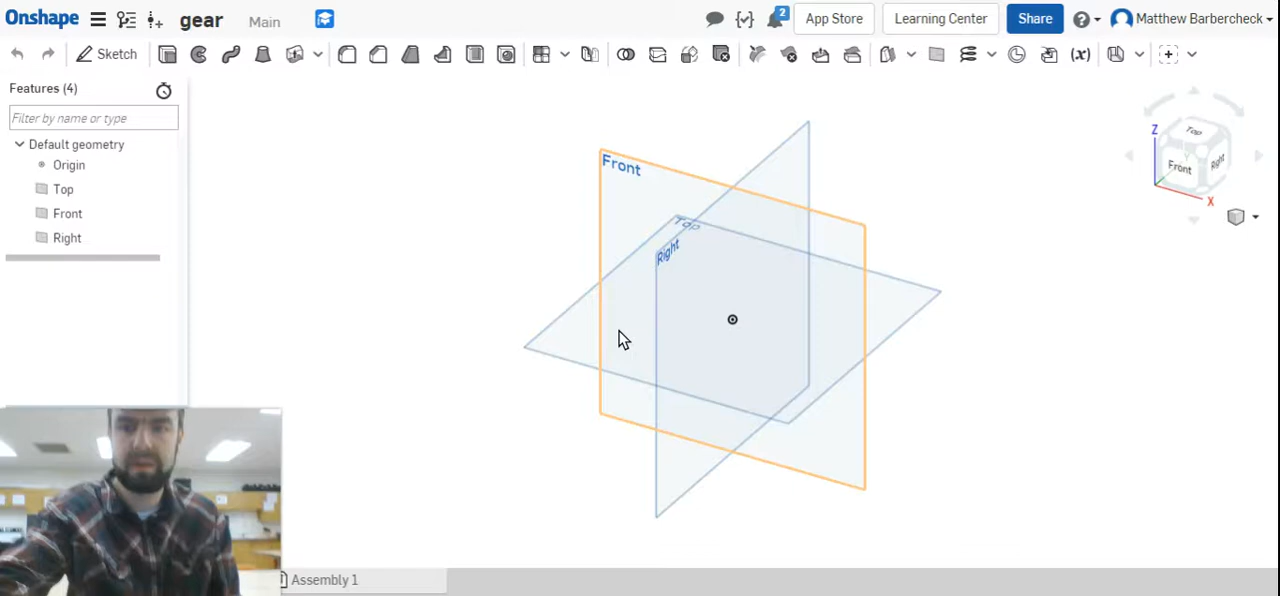 Onshape gear Main 2 App Store Learning Center Share Matthew Barbercheck
Sketch (x)
Features (4)
Filter by name or type
Default geometry
Origin
Top
Front
Right
Front
Top
Right
Top
Front
Right
Z
X
Assembly 1